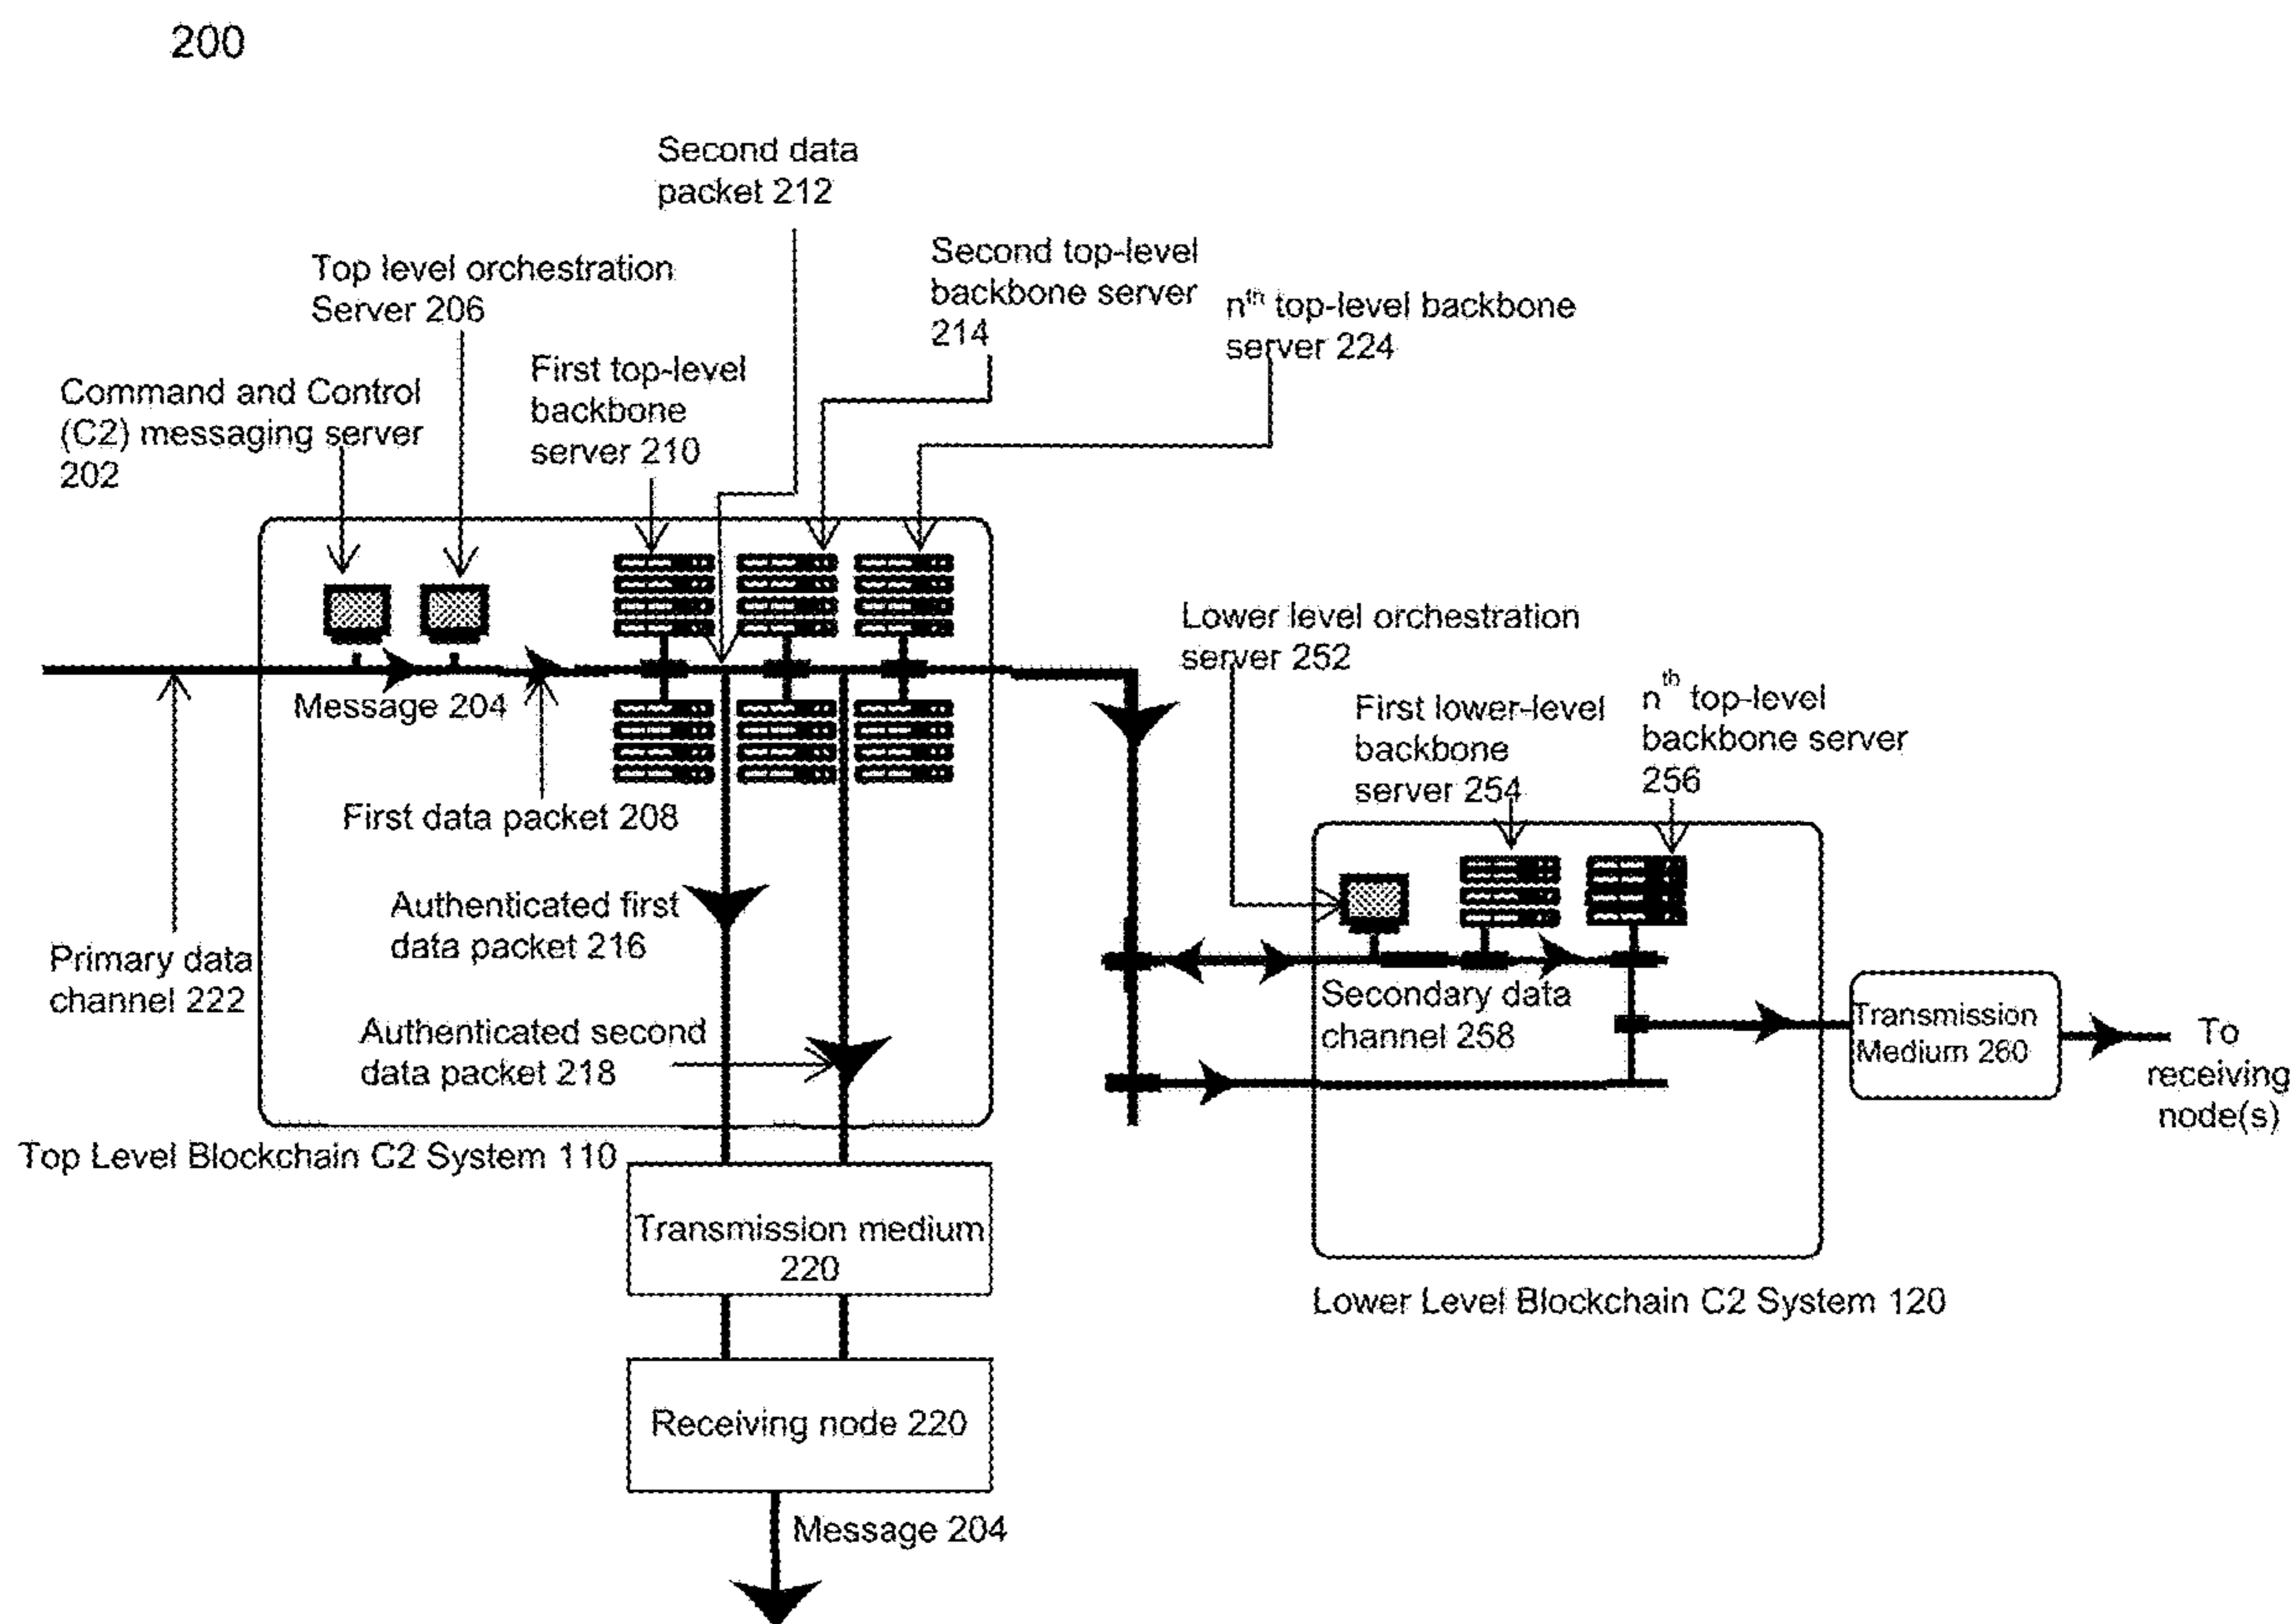 200
Second data
packet 212
Top level orchestration
Server 206
Second top-level
backbone server
214
nth top-level backbone
server 224
First top-level
backbone
server 210
Command and Control
(C2) messaging server
202
Message 204
First data packet 208
Lower level orchestration
server 252
First lower-level
backbone
server 254
nth top-level
backbone server
256
Authenticated first
data packet 216
Primary data
channel 222
Authenticated second
data packet 218
Secondary data
channel 258
Transmission
Medium 260
To
receiving
node(s)
Top Level Blockchain C2 System 110
Transmission medium
220
Lower Level Blockchain C2 System 120
Receiving node 220
Message 204